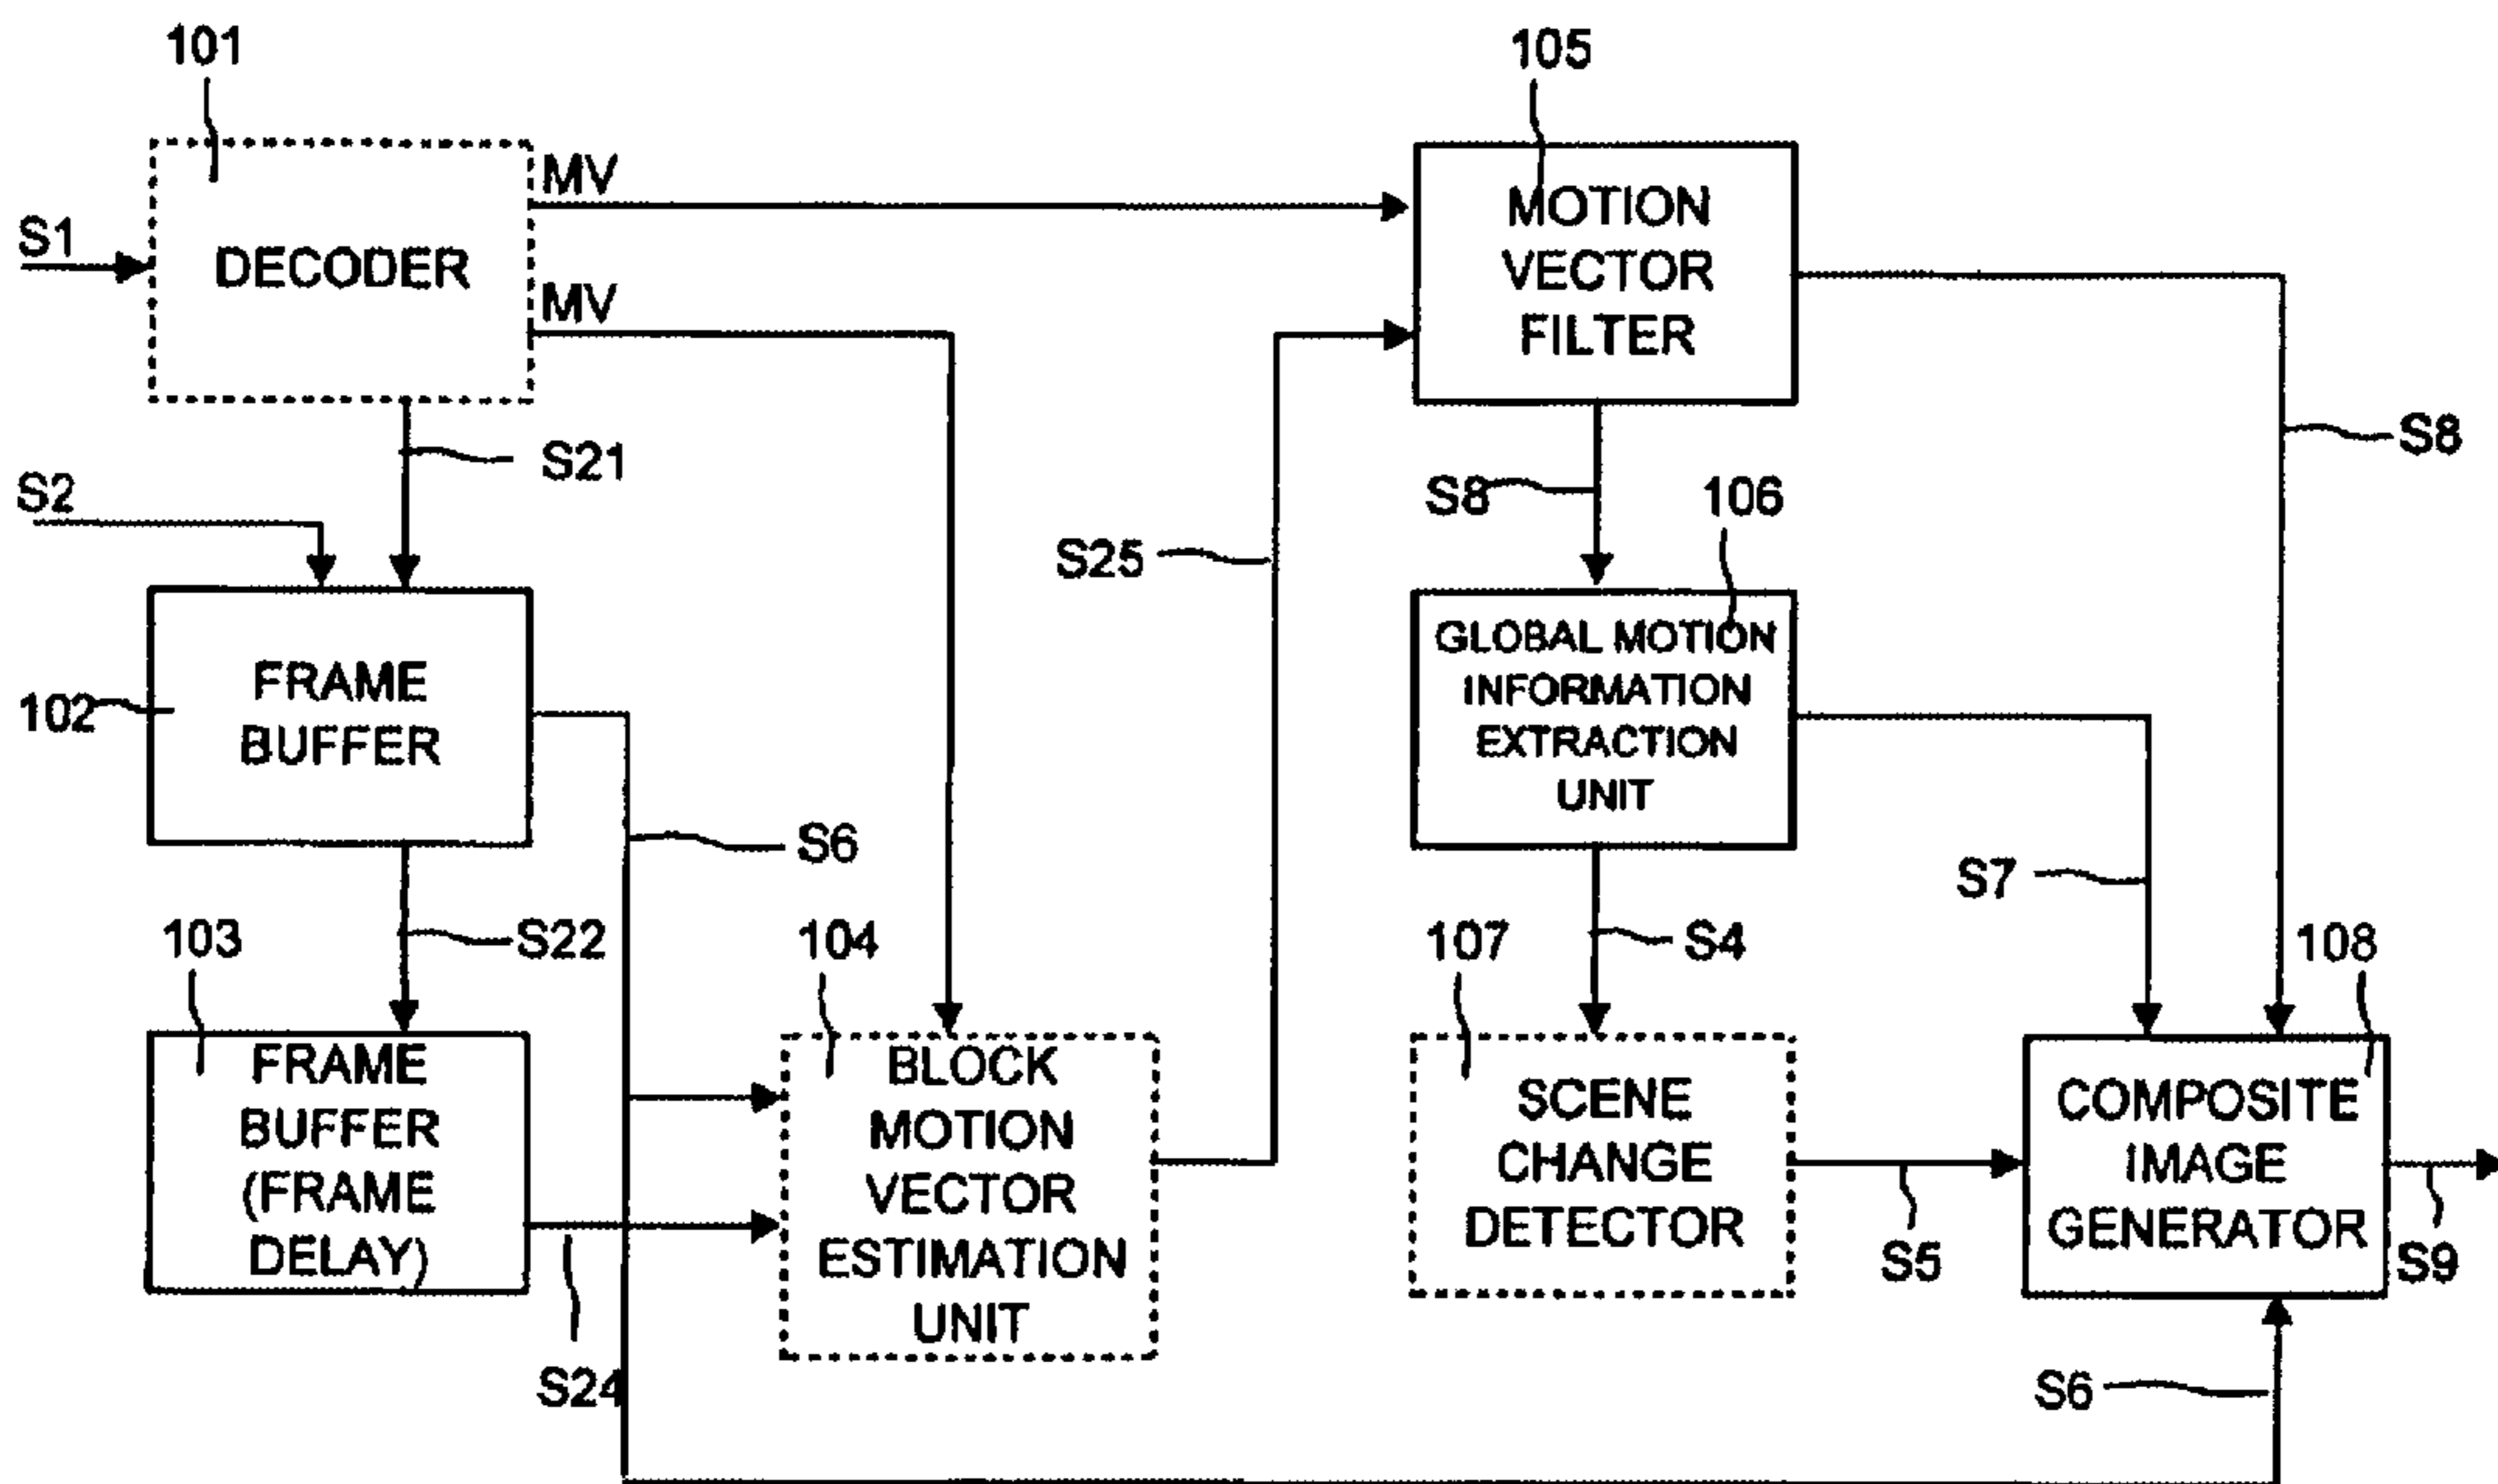 101
105
MV
S1
DECODER
MV
MOTION
VECTOR
FILTER
S21
S8
S2
S8
106
S25
FRAME
BUFFER
102
GLOBAL MOTION
INFORMATION
EXTRACTION
UNIT
S6
S7
103
S22
104
107
S4
108
FRAME
BUFFER
(FRAME
DELAY)
BLOCK
MOTION
VECTOR
ESTIMATION
UNIT
SCENE
CHANGE
DETECTOR
COMPOSITE
IMAGE
GENERATOR
S5
S9
S24
S6